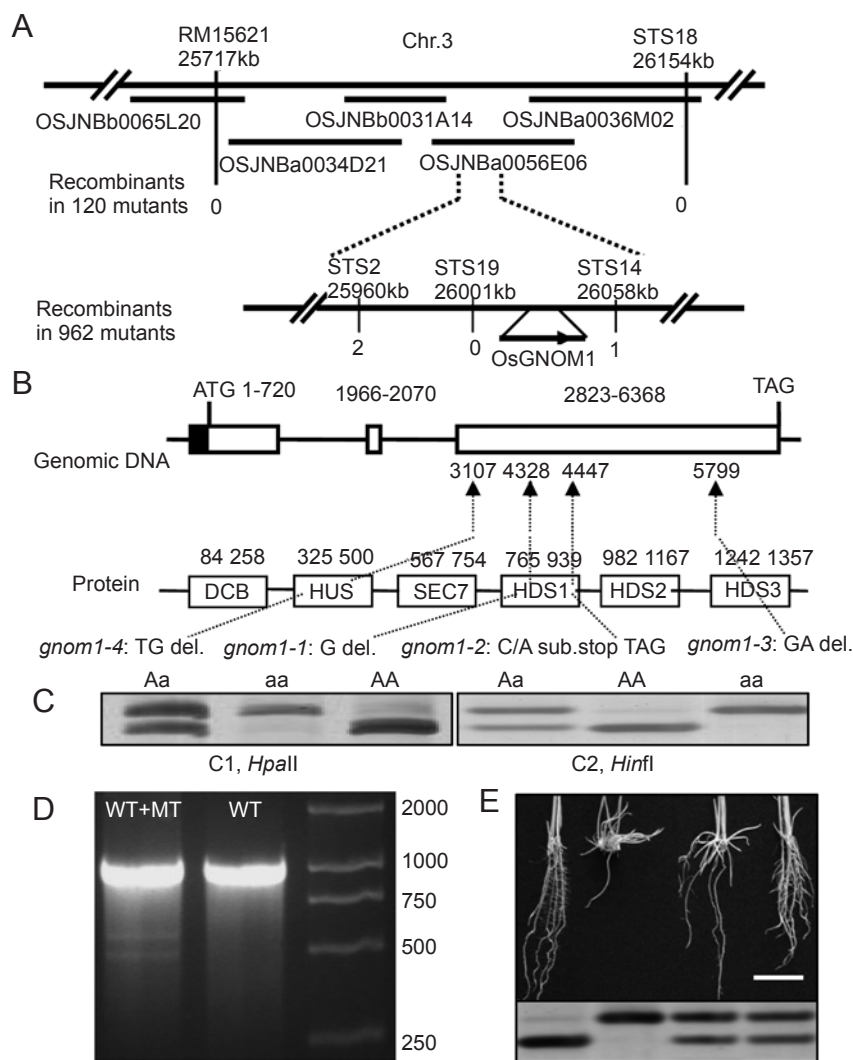 A
RM15621
25717kb
Chr.3
STS18
26154kb
OSJNBb0065L20
OSJNBb0031A14
OSJNBa0036M02
OSJNBa0034D21
OSJNBa0056E06
Recombinants
in 120 mutants
0
0
STS2
25960kb
STS19
26001kb
STS14
26058kb
Recombinants
in 962 mutants
2
0
OsGNOM1
1
B
ATG 1-720
1966-2070
2823-6368
TAG
Genomic DNA
3107 4328 4447 5799
84 258 325 500 567 754 765 939 982 1167 1242 1357
Protein
DCB HUS SEC7 HDS1 HDS2 HDS3
gnom1-4: TG del. gnom1-1: G del. gnom1-2: C/A sub.stop TAG gnom1-3: GA del.
C
Aa aa AA Aa AA aa
C1, HpaII
C2, HinfI
D
WT+MT WT
2000
1000
750
500
250
E